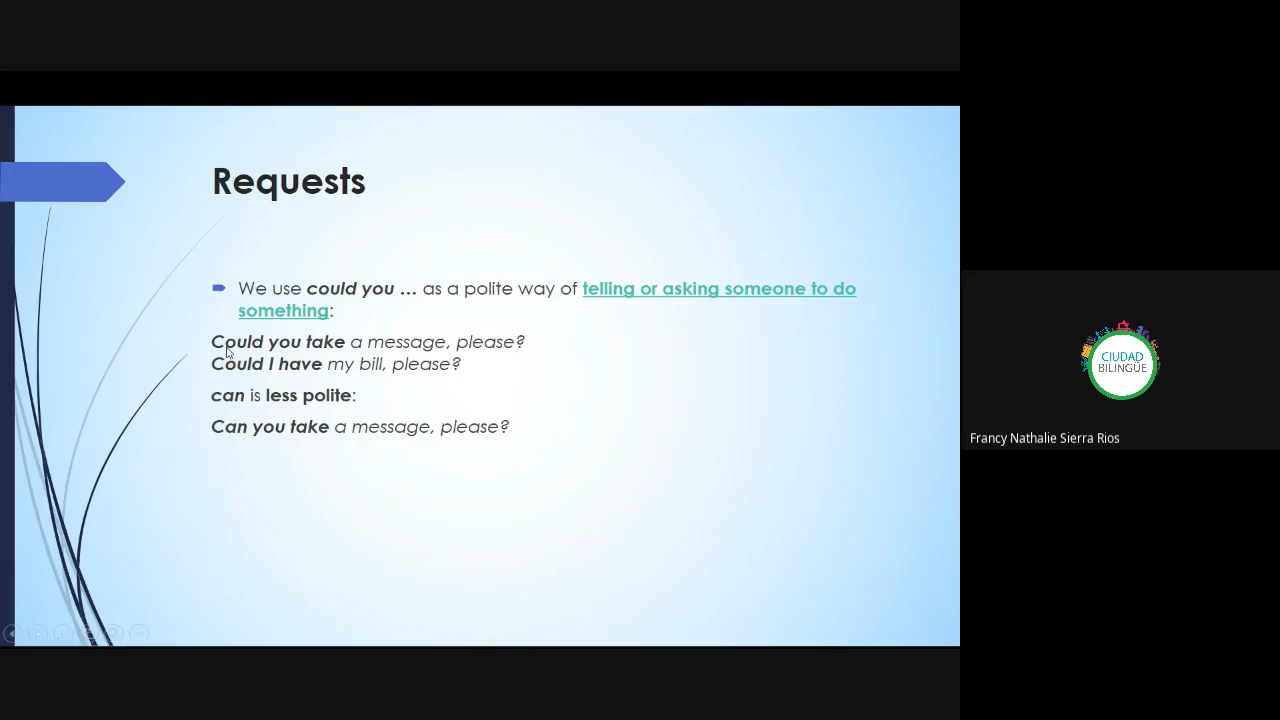 Requests
We use could you ... as a polite way of telling or asking someone to do
something:
Could you take a message, please?
Could I have my bill, please?
can is less polite:
Can you take a message, please?
CIUDAD
BILINGÜE
Francy Nathalie Sierra Rios